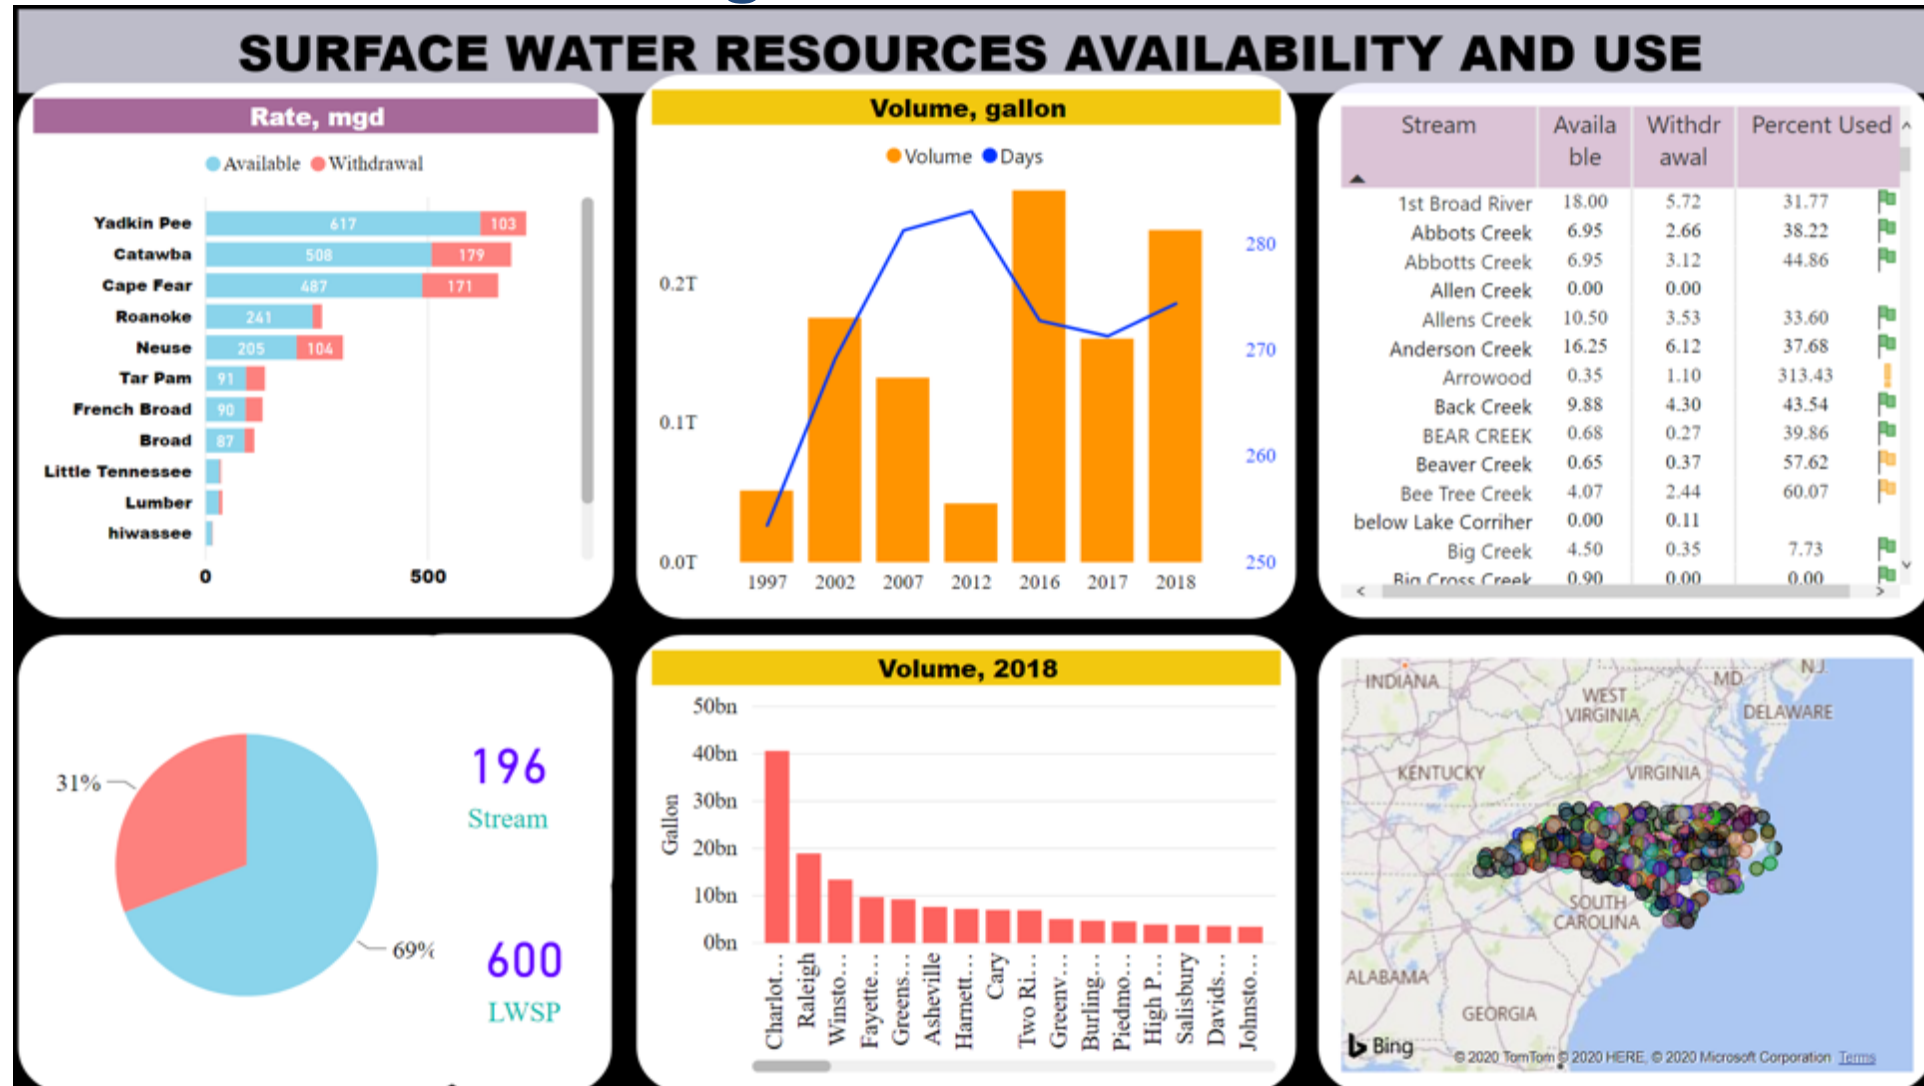 SURFACE WATER RESOURCES AVAILABILITY AND USE
Rate, mgd
Available Withdrawal
Yadkin Pee 617 103
Catawba 508 179
Cape Fear 487 171
Roanoke 241
Neuse 205 104
Tar Pam 91
French Broad 90
Broad 87
Little Tennessee
Lumber
hiwassee
0 500
Volume, gallon
Volume Days
0.2T
0.1T
0.0T
280
270
260
250
1997 2002 2007 2012 2016 2017 2018
Stream Availa Withdr Percent Used
ble awal
1st Broad River 18.00 5.72 31.77
Abbots Creek 6.95 2.66 38.22
Abbotts Creek 6.95 3.12 44.86
Allen Creek 0.00 0.00
Allens Creek 10.50 3.53 33.60
Anderson Creek 16.25 6.12 37.68
Arrowood 0.35 1.10 313.43
Back Creek 9.88 4.30 43.54
BEAR CREEK 0.68 0.27 39.86
Beaver Creek 0.65 0.37 57.62
Bee Tree Creek 4.07 2.44 60.07
below Lake Corriher 0.00 0.11
Big Creek 4.50 0.35 7.73
Big Cross Creek 0.90 0.00 0.00
31%
69%
196
Stream
600
LWSP
Volume, 2018
Gallon
50bn
40bn
30bn
20bn
10bn
0bn
Charlot...
Raleigh
Winsto...
Fayette...
Greens...
Asheville
Harnett...
Cary
Two Ri...
Greenv...
Burling...
Piedmo...
High P...
Salisbury
Davids...
Johnsto...
INDIANA
WEST
VIRGINIA
MD
N.J.
DELAWARE
KENTUCKY
VIRGINIA
SOUTH
CAROLINA
ALABAMA
GEORGIA
Bing
© 2020 TomTom © 2020 HERE, © 2020 Microsoft Corporation Terms